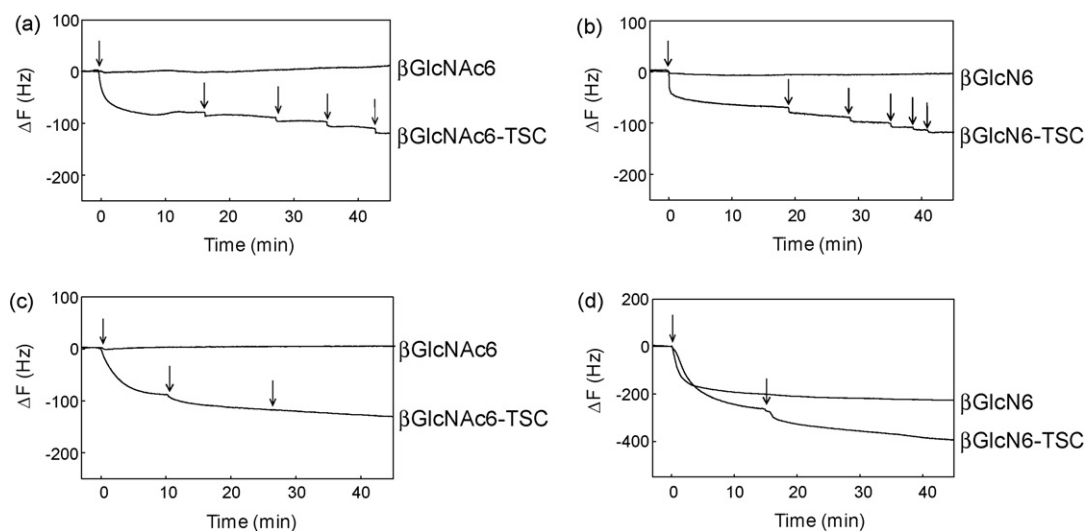 (a)
100
0
-100
-200
ΔF (Hz)
0 10 20 30 40
Time (min)
βGlcNAc6
βGlcNAc6-TSC
(b)
100
0
-100
-200
ΔF (Hz)
0 10 20 30 40
Time (min)
βGlcN6
βGlcN6-TSC
(c)
100
0
-100
-200
ΔF (Hz)
0 10 20 30 40
Time (min)
βGlcNAc6
βGlcNAc6-TSC
(d)
200
0
-200
-400
ΔF (Hz)
0 10 20 30 40
Time (min)
βGlcN6
βGlcN6-TSC